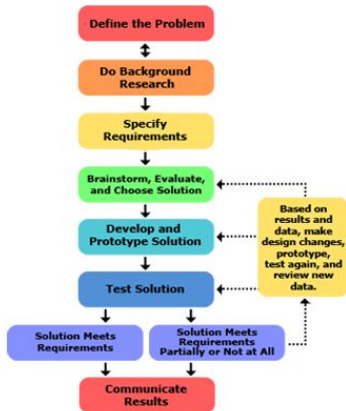 Define the Problem
Do Background
Research
Specify
Requirements
Brainstorm, Evaluate,
and Choose Solution
Based on
results and
data, make
design changes,
prototype,
test again, and
review new
data.
Develop and
Prototype Solution
Test Solution
Solution Meets
Requirements
Solution Meets
Requirements
Partially or Not at All
Communicate
Results